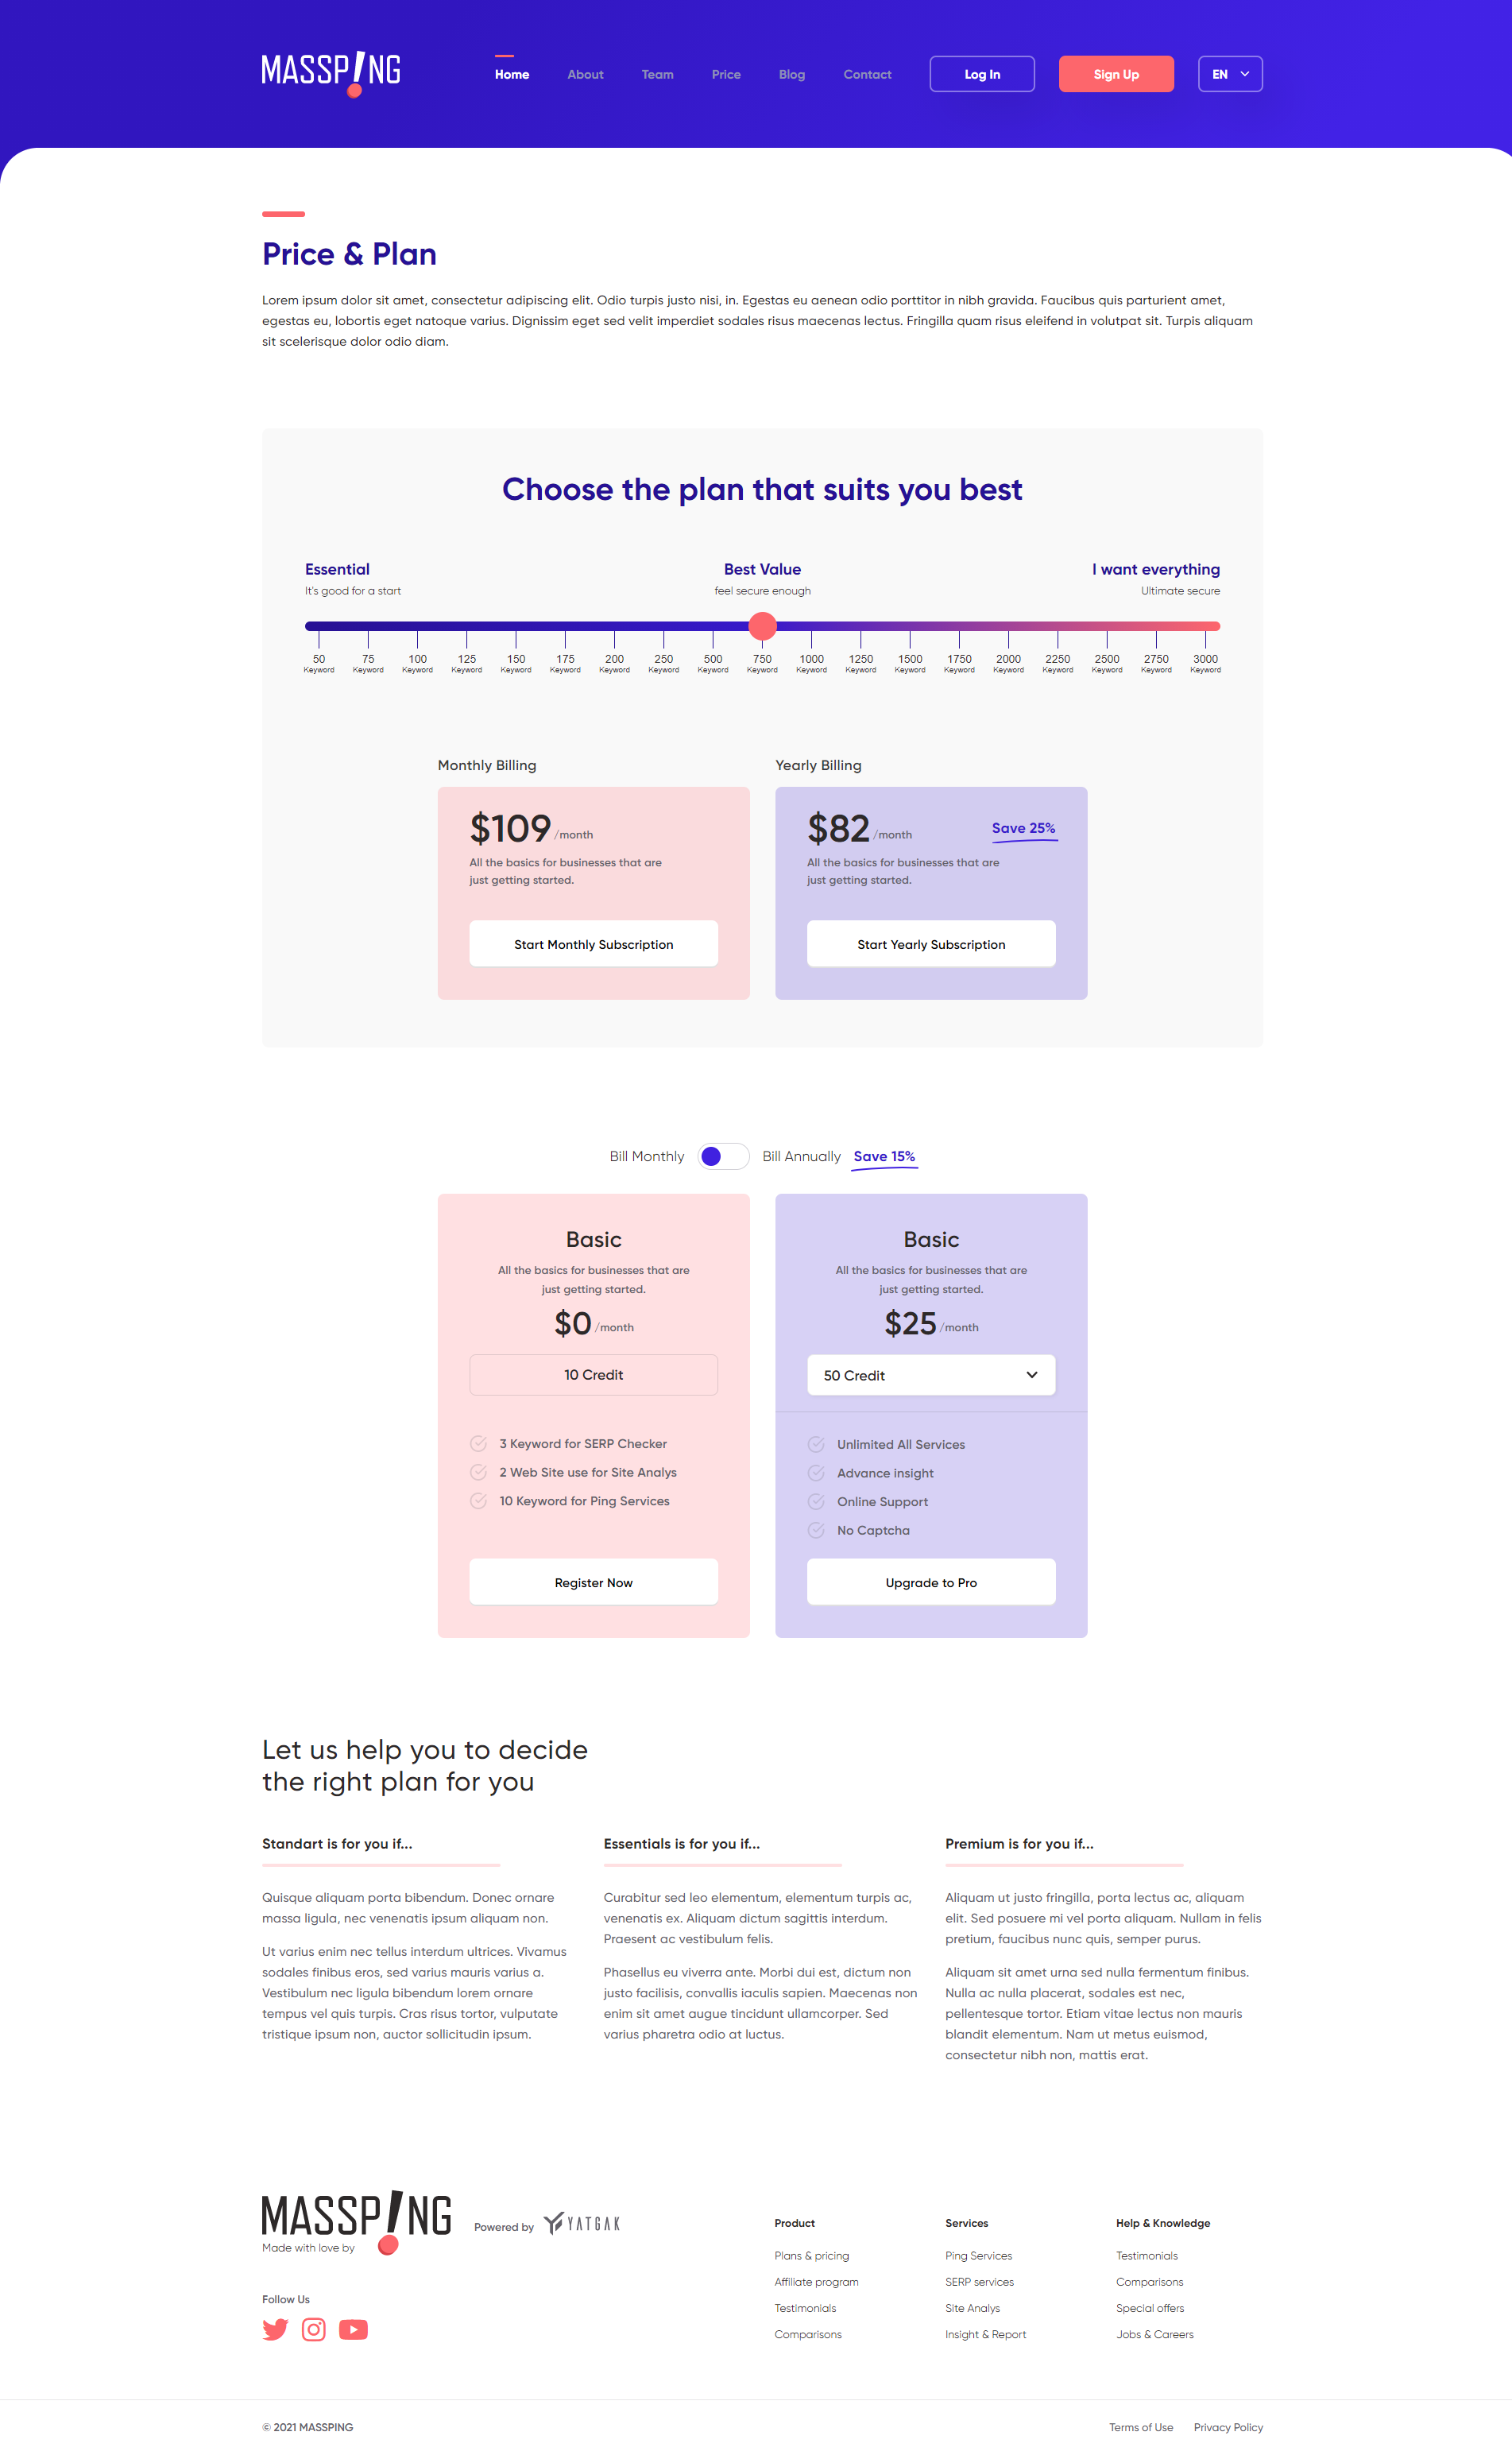 MASSP!NG
Home
About
Team
Price
Blog
Contact
Log In
Sign Up
EN
Price & Plan
Lorem ipsum dolor sit amet, consectetur adipiscing elit. Odio turpis justo nisi, in. Egestas eu aenean odio porttitor in nibh gravida. Faucibus quis parturient amet,
egestas eu, lobortis eget natoque varius. Dignissim eget sed velit imperdiet sodales risus maecenas lectus. Fringilla quam risus eleifend in volutpat sit. Turpis aliquam
sit scelerisque dolor odio diam.
Choose the plan that suits you best
Essential
It's good for a start
Best Value
feel secure enough
I want everything
Ultimate secure
50 75 100 125 150 175 200 250 500 750 1000 1250 1500 1750 2000 2250 2500 2750 3000
Keyword Keyword Keyword Keyword Keyword Keyword Keyword Keyword Keyword Keyword Keyword Keyword Keyword Keyword Keyword Keyword Keyword Keyword Keyword
Monthly Billing
$109 /month
All the basics for businesses that are
just getting started.
Start Monthly Subscription
Yearly Billing
$82 /month
Save 25%
All the basics for businesses that are
just getting started.
Start Yearly Subscription
Bill Monthly
Bill Annually
Save 15%
Basic
All the basics for businesses that are
just getting started.
$0 /month
10 Credit
3 Keyword for SERP Checker
2 Web Site use for Site Analys
10 Keyword for Ping Services
Register Now
Basic
All the basics for businesses that are
just getting started.
$25 /month
50 Credit
Unlimited All Services
Advance insight
Online Support
No Captcha
Upgrade to Pro
Let us help you to decide
the right plan for you
Standart is for you if...
Quisque aliquam porta bibendum. Donec ornare
massa ligula, nec venenatis ipsum aliquam non.
Ut varius enim nec tellus interdum ultrices. Vivamus
sodales finibus eros, sed varius mauris varius a.
Vestibulum nec ligula bibendum lorem ornare
tempus vel quis turpis. Cras risus tortor, vulputate
tristique ipsum non, auctor sollicitudin ipsum.
Essentials is for you if...
Curabitur sed leo elementum, elementum turpis ac,
venenatis ex. Aliquam dictum sagittis interdum.
Praesent ac vestibulum felis.
Phasellus eu viverra ante. Morbi dui est, dictum non
justo facilisis, convallis iaculis sapien. Maecenas non
enim sit amet augue tincidunt ullamcorper. Sed
varius pharetra odio at luctus.
Premium is for you if...
Aliquam ut justo fringilla, porta lectus ac, aliquam
elit. Sed posuere mi vel porta aliquam. Nullam in felis
pretium, faucibus nunc quis, semper purus.
Aliquam sit amet urna sed nulla fermentum finibus.
Nulla ac nulla placerat, sodales est nec,
pellentesque tortor. Etiam vitae lectus non mauris
blandit elementum. Nam ut metus euismod,
consectetur nibh non, mattis erat.
MASSP!NG
Made with love by
Powered by YATGAK
Follow Us
Product
Plans & pricing
Affiliate program
Testimonials
Comparisons
Services
Ping Services
SERP services
Site Analys
Insight & Report
Help & Knowledge
Testimonials
Comparisons
Special offers
Jobs & Careers
© 2021 MASSPING
Terms of Use
Privacy Policy